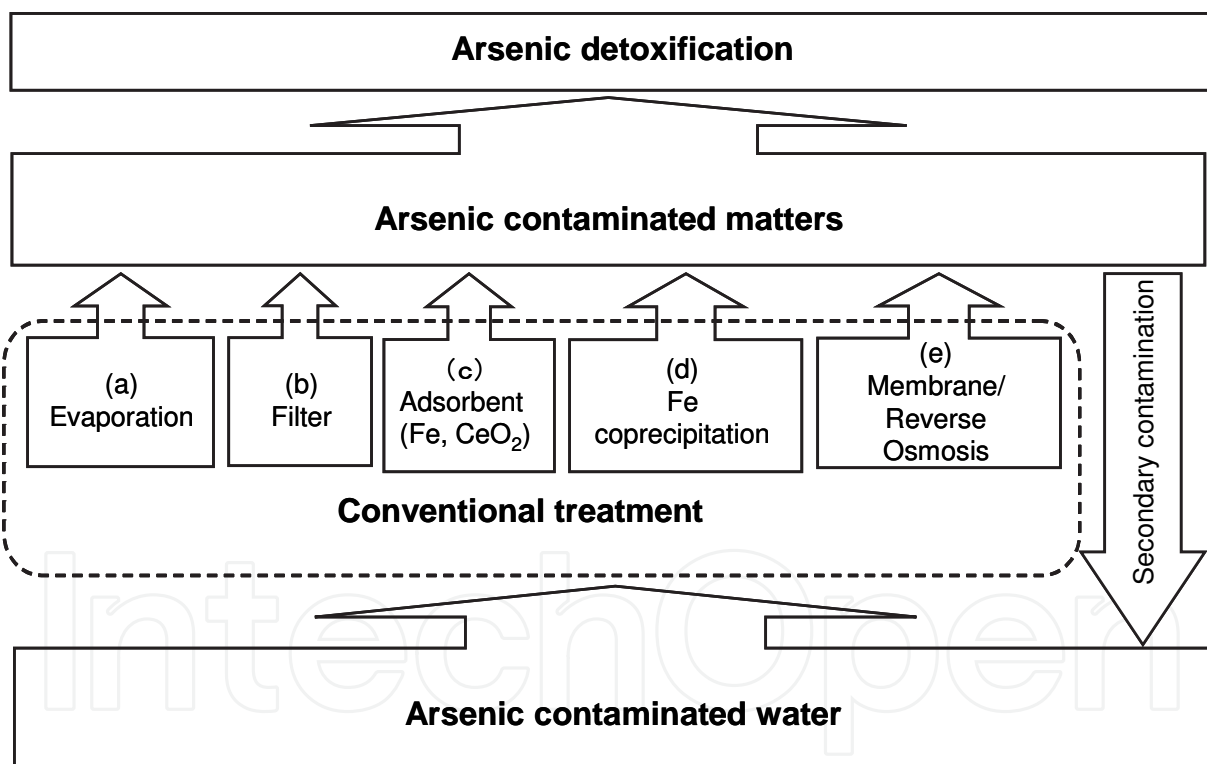 Arsenic detoxification
Arsenic contaminated matters
(a)
Evaporation
(b)
Filter
(c)
Adsorbent
(Fe, CeO₂)
(d)
Fe
coprecipitation
(e)
Membrane/
Reverse
Osmosis
Secondary contamination
Conventional treatment
IntechOpen
Arsenic contaminated water